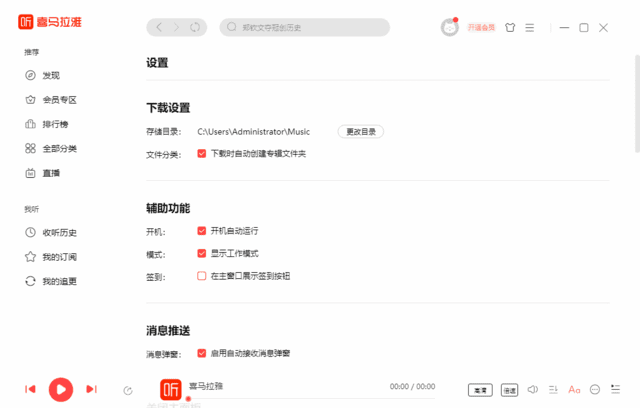 听 喜马拉雅
郑钦文夺冠创历史
开通会员
推荐
发现
会员专区
排行榜
全部分类
直播
我听
收听历史
我的订阅
我的追更
设置
下载设置
存储目录: C:\Users\Administrator\Music 更改目录
文件分类: 下载时自动创建专辑文件夹
辅助功能
开机: 开机自动运行
模式: 显示工作模式
签到: 在主窗口展示签到按钮
消息推送
消息弹窗: 启用自动接收消息弹窗
听 喜马拉雅
00:00 / 00:00
高清
倍速